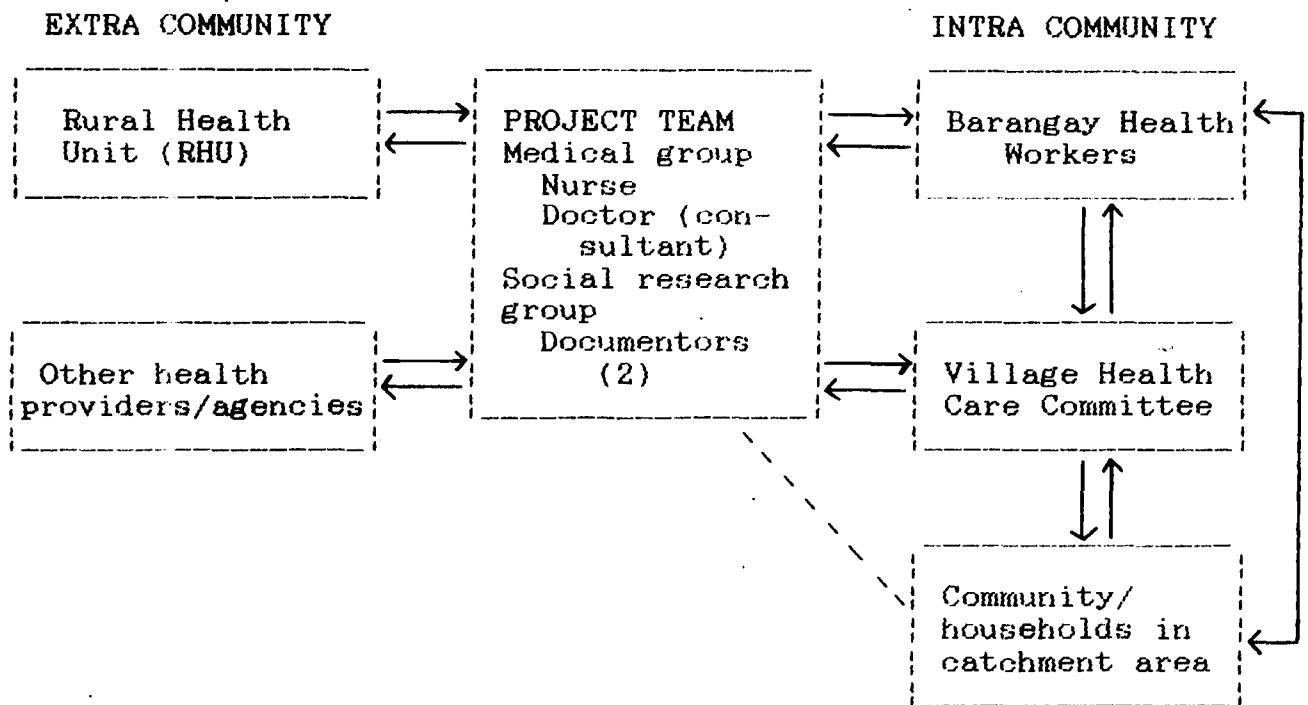 EXTRA COMMUNITY
INTRA COMMUNITY
Rural Health
Unit (RHU)
PROJECT TEAM
Medical group
Nurse
Doctor (con-
sultant)
Social research
group
Documentors
(2)
Barangay Health
Workers
Other health
providers/agencies
Village Health
Care Committee
Community/
households in
catchment area